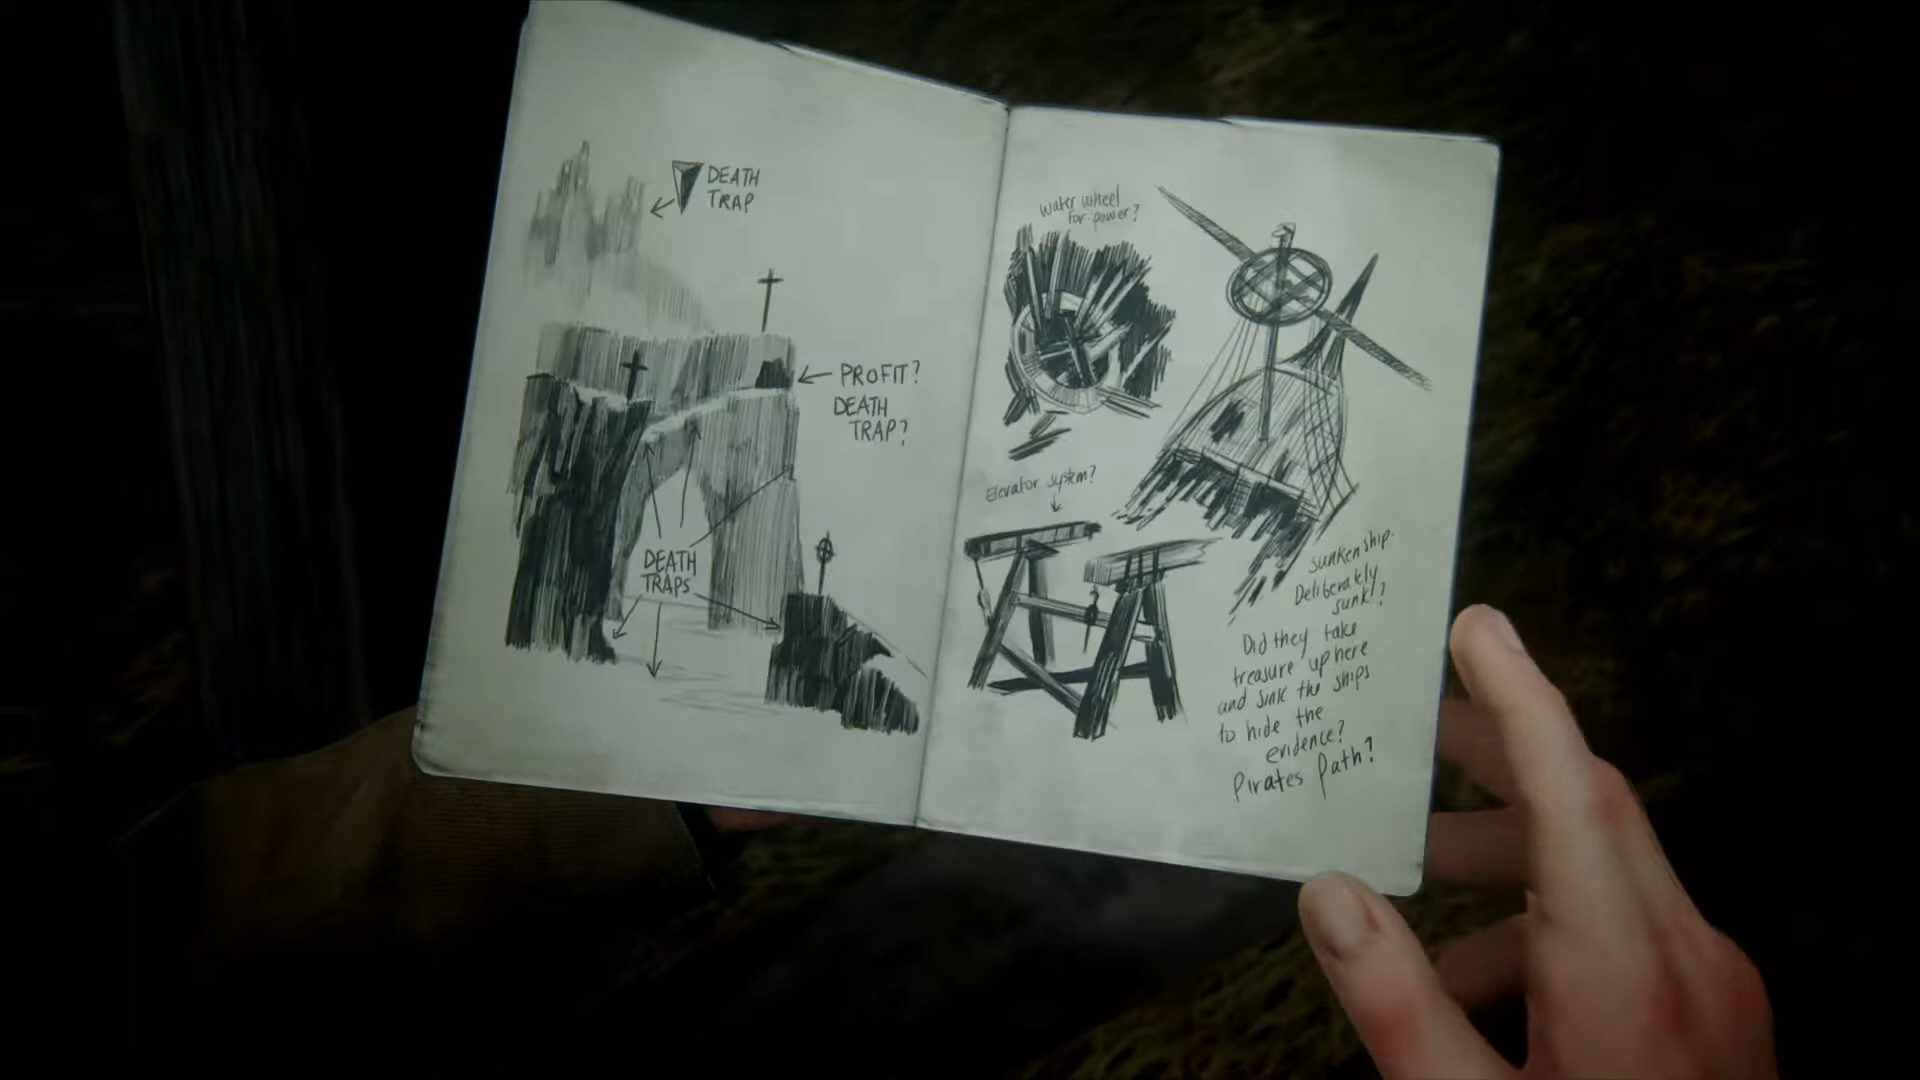 DEATH
TRAP
PROFIT?
DEATH
TRAP?
DEATH
TRAPS
Water wheel
for power?
Elevator system?
sunken ship-
Deliberately
sunk!?
Did they take
treasure up here
and sink the ships
to hide the
evidence?
Pirates Path?